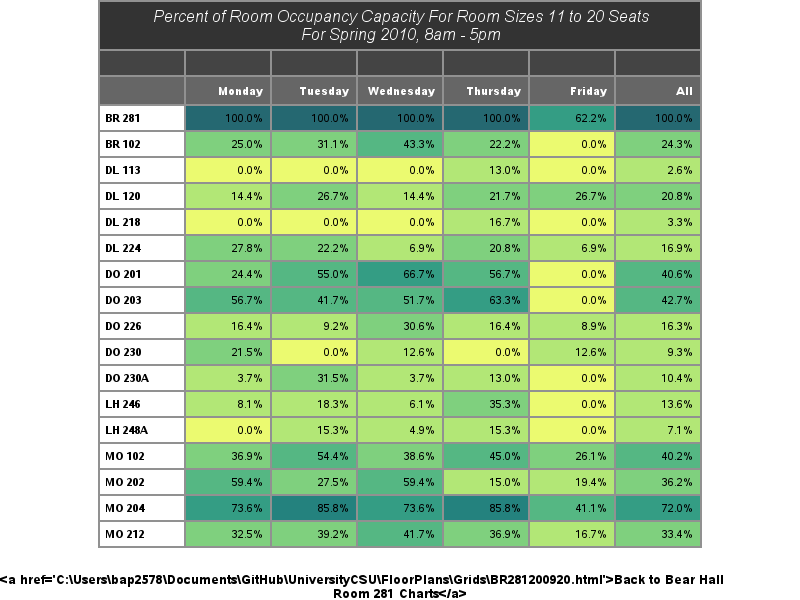 Percent of Room Occupancy Capacity For Room Sizes 11 to 20 Seats
For Spring 2010, 8am - 5pm
Monday Tuesday Wednesday Thursday Friday All
BR 281 100.0% 100.0% 100.0% 100.0% 62.2% 100.0%
BR 102 25.0% 31.1% 43.3% 22.2% 0.0% 24.3%
DL 113 0.0% 0.0% 0.0% 13.0% 0.0% 2.6%
DL 120 14.4% 26.7% 14.4% 21.7% 26.7% 20.8%
DL 218 0.0% 0.0% 0.0% 16.7% 0.0% 3.3%
DL 224 27.8% 22.2% 6.9% 20.8% 6.9% 16.9%
DO 201 24.4% 55.0% 66.7% 56.7% 0.0% 40.6%
DO 203 56.7% 41.7% 51.7% 63.3% 0.0% 42.7%
DO 226 16.4% 9.2% 30.6% 16.4% 8.9% 16.3%
DO 230 21.5% 0.0% 12.6% 0.0% 12.6% 9.3%
DO 230A 3.7% 31.5% 3.7% 13.0% 0.0% 10.4%
LH 246 8.1% 18.3% 6.1% 35.3% 0.0% 13.6%
LH 248A 0.0% 15.3% 4.9% 15.3% 0.0% 7.1%
MO 102 36.9% 54.4% 38.6% 45.0% 26.1% 40.2%
MO 202 59.4% 27.5% 59.4% 15.0% 19.4% 36.2%
MO 204 73.6% 85.8% 73.6% 85.8% 41.1% 72.0%
MO 212 32.5% 39.2% 41.7% 36.9% 16.7% 33.4%
<a href='C:\Users\bap2578\Documents\GitHub\UniversityCSU\FloorPlans\Grids\BR281200920.html'>Back to Bear Hall
Room 281 Charts</a>